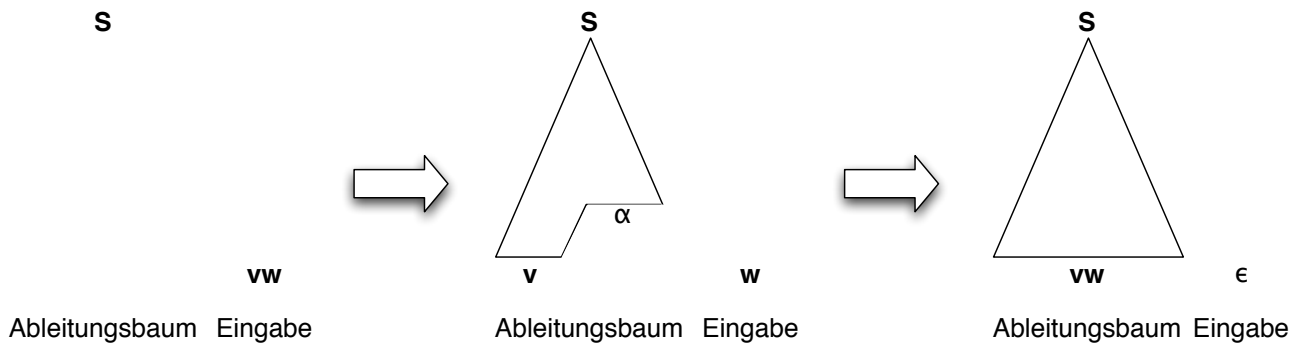 S S S
α
vw v w vw ϵ
Ableitungsbaum Eingabe Ableitungsbaum Eingabe Ableitungsbaum Eingabe